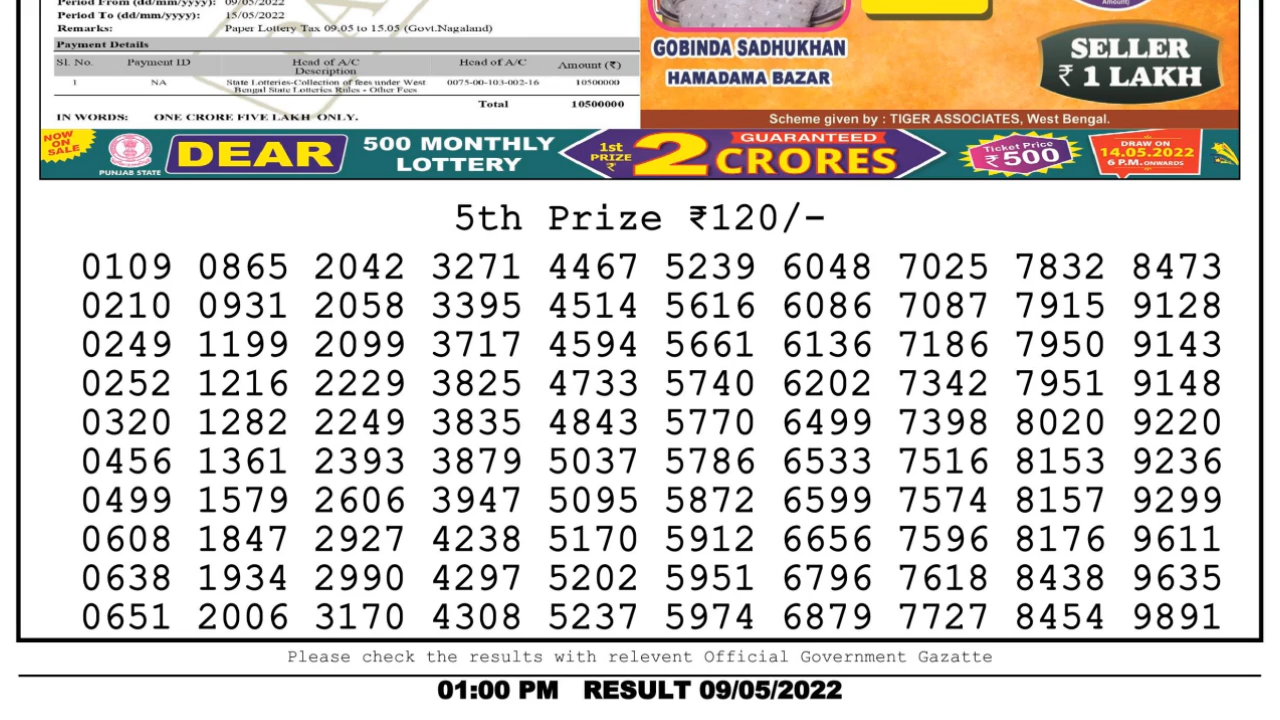 Period From (dd/mm/yyyy): 09/05/2022
Period To (dd/mm/yyyy): 15/05/2022
Remarks: Paper Lottery Tax 09.05 to 15.05 (Govt.Nagaland)
Payment Details
Sl. No. Payment ID Head of A/C Description Head of A/C Amount (₹)
1 NA State Lotteries-Collection of fees under West Bengal State Lotteries Rules - Other Fees 0075-00-103-002-16 10500000
Total 10500000
IN WORDS: ONE CRORE FIVE LAKH ONLY.
GOBINDA SADHUKHAN
HAMADAMA BAZAR
Amount)
SELLER
₹ 1 LAKH
Scheme given by : TIGER ASSOCIATES, West Bengal.
NOW ON SALE
PUNJAB STATE
DEAR
500 MONTHLY
LOTTERY
1st
PRIZE
₹
2
GUARANTEED
CRORES
Ticket Price
₹500
DRAW ON
14.05.2022
6 P.M. ONWARDS
5th Prize ₹120/-
0109 0865 2042 3271 4467 5239 6048 7025 7832 8473
0210 0931 2058 3395 4514 5616 6086 7087 7915 9128
0249 1199 2099 3717 4594 5661 6136 7186 7950 9143
0252 1216 2229 3825 4733 5740 6202 7342 7951 9148
0320 1282 2249 3835 4843 5770 6499 7398 8020 9220
0456 1361 2393 3879 5037 5786 6533 7516 8153 9236
0499 1579 2606 3947 5095 5872 6599 7574 8157 9299
0608 1847 2927 4238 5170 5912 6656 7596 8176 9611
0638 1934 2990 4297 5202 5951 6796 7618 8438 9635
0651 2006 3170 4308 5237 5974 6879 7727 8454 9891
Please check the results with relevent Official Government Gazatte
01:00 PM RESULT 09/05/2022